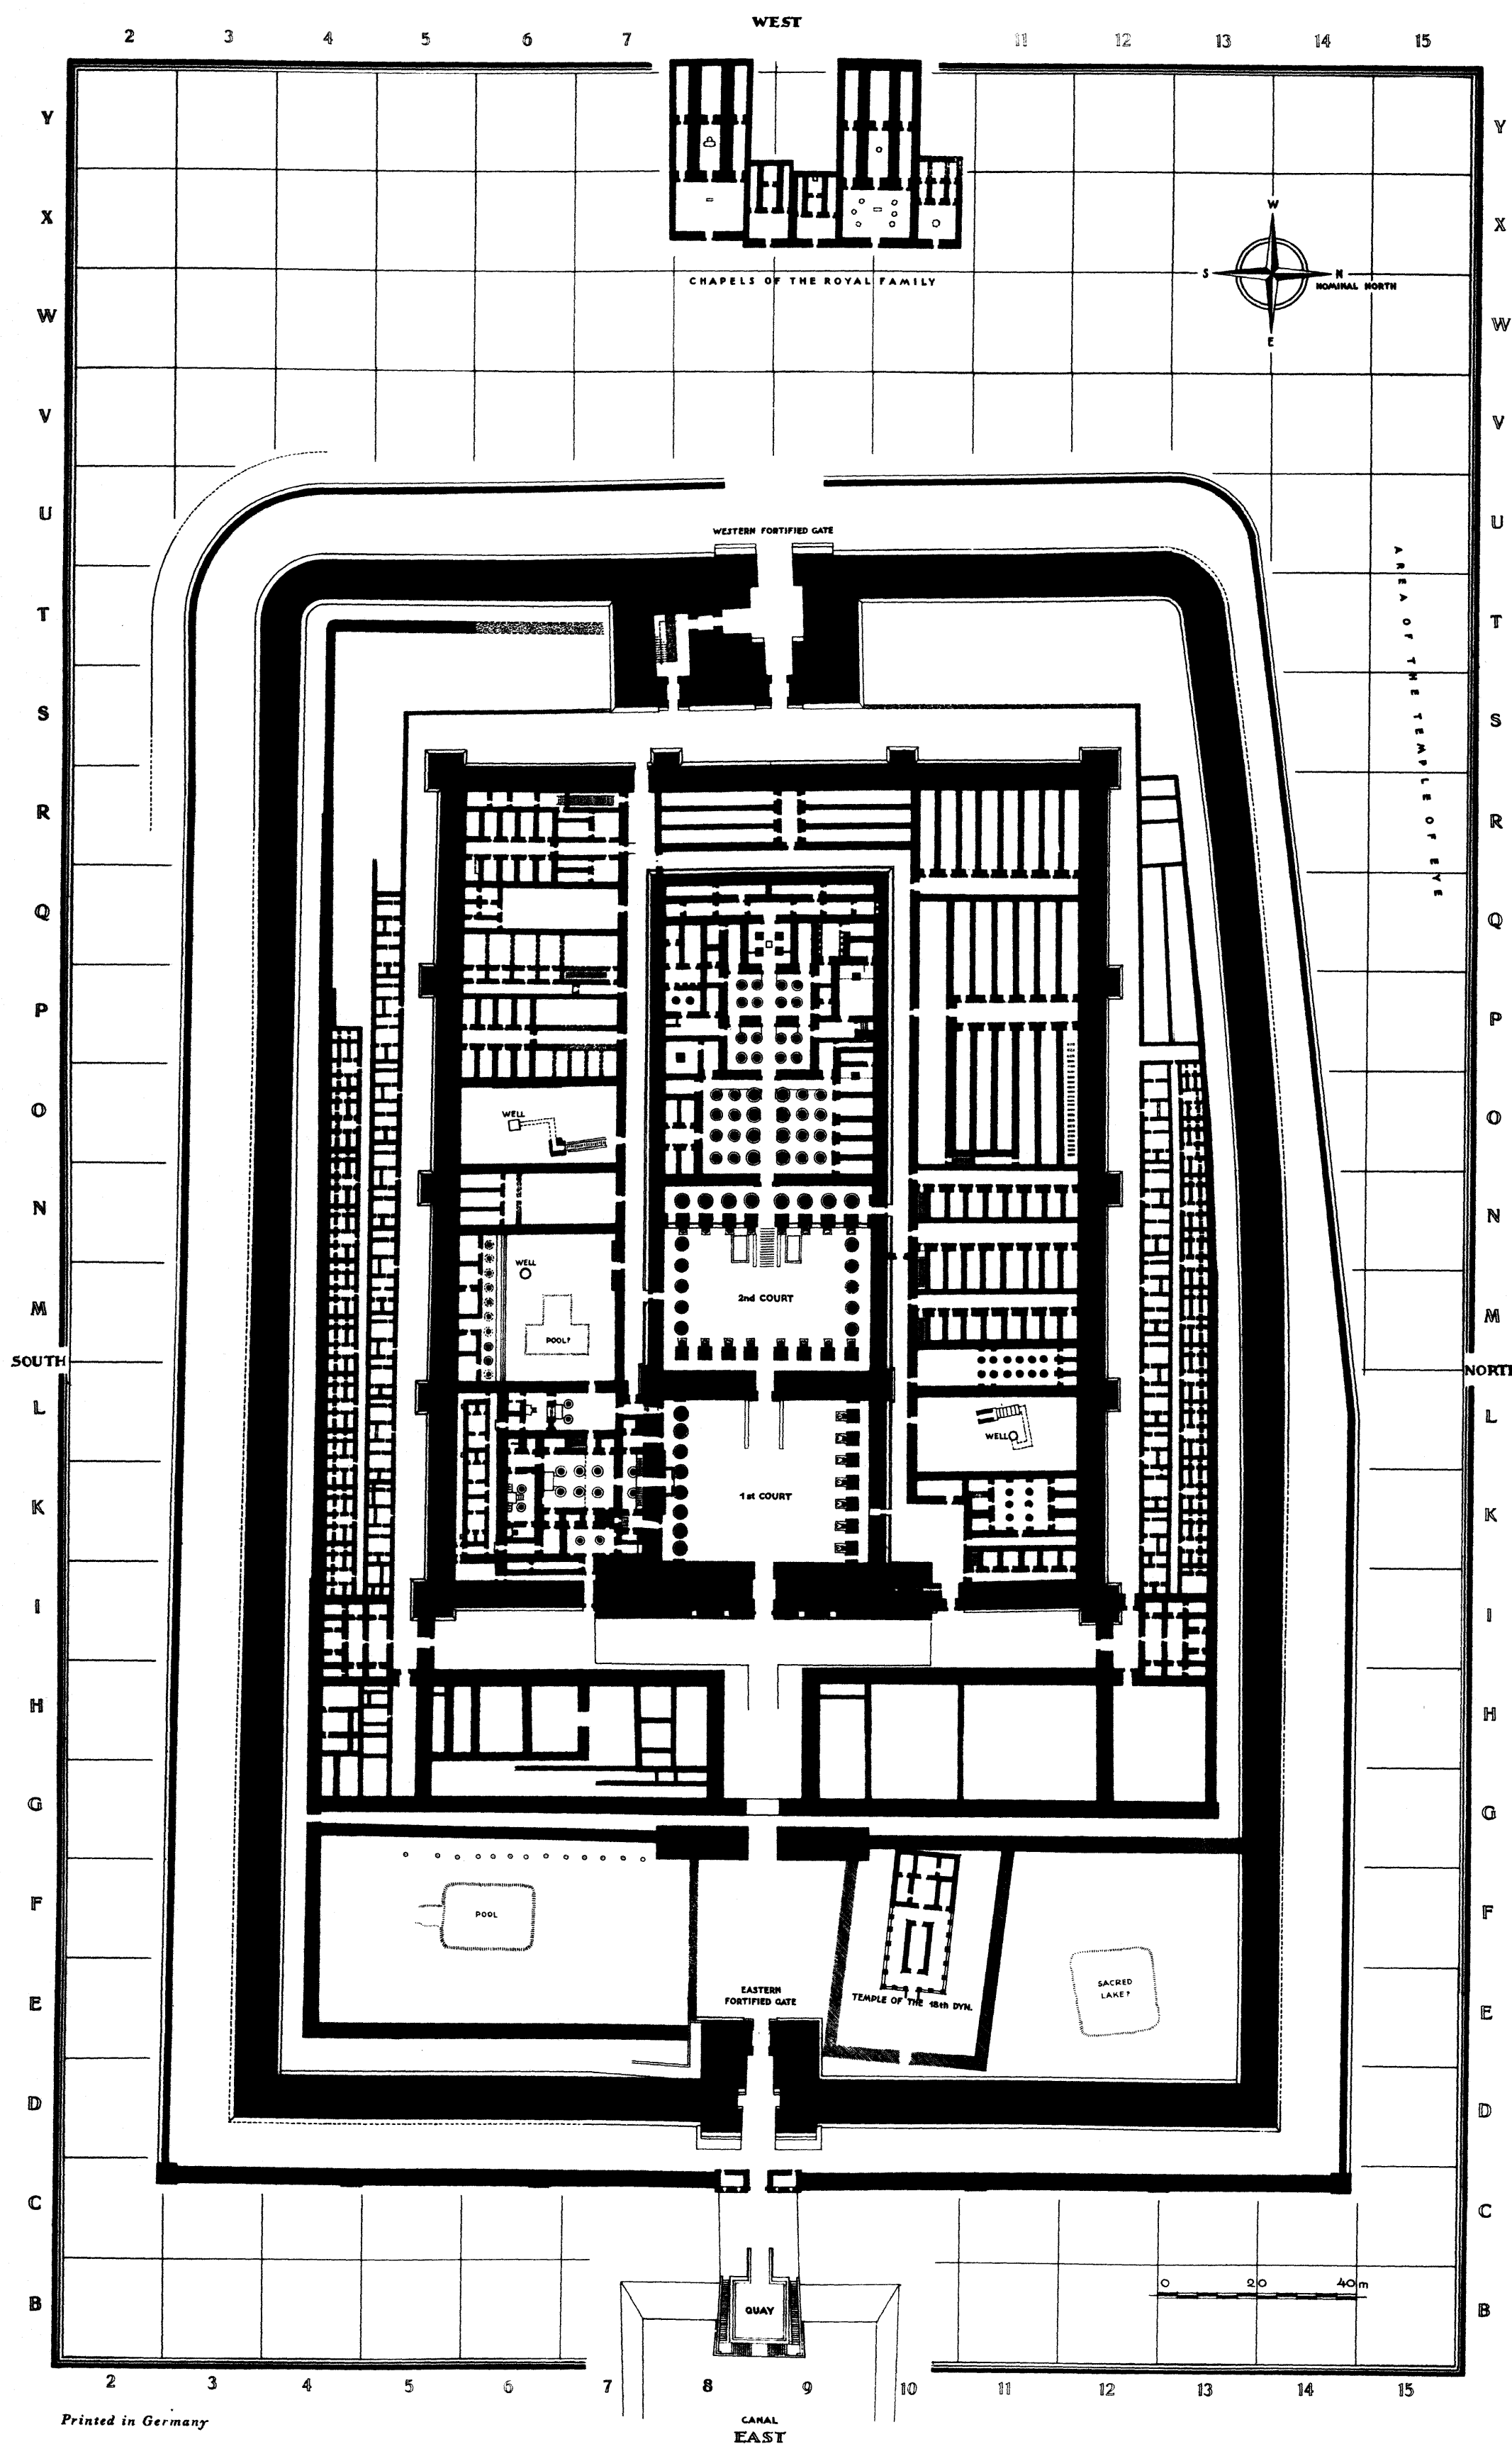 WEST
2 3 4 5 6 7 11 12 13 14 15
Y Y
X X
W
S N
NOMINAL NORTH
E
CHAPELS OF THE ROYAL FAMILY
W W
V V
U U
WESTERN FORTIFIED GATE
AREA OF THE TEMPLE OF EYE
T T
S S
R R
Q Q
P P
O O
WELL
N N
WELL
2nd COURT
M M
POOL?
SOUTH NORTH
L L
WELL
1st COURT
K K
I I
H H
G G
F F
POOL
SACRED
LAKE?
EASTERN
FORTIFIED GATE
TEMPLE OF THE 18th DYN.
E E
D D
C C
0 20 40m
B B
QUAY
2 3 4 5 6 7 8 9 10 11 12 13 14 15
Printed in Germany
CANAL
EAST